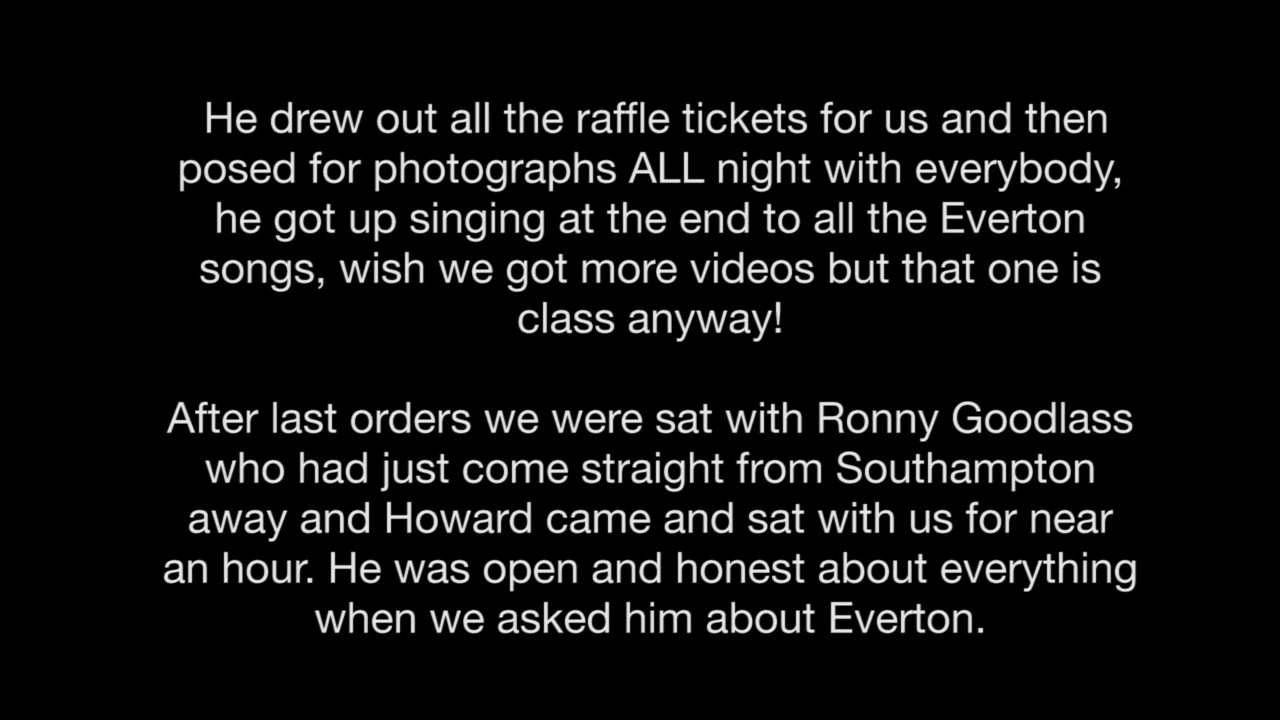 He drew out all the raffle tickets for us and then
posed for photographs ALL night with everybody,
he got up singing at the end to all the Everton
songs, wish we got more videos but that one is
class anyway!
After last orders we were sat with Ronny Goodlass
who had just come straight from Southampton
away and Howard came and sat with us for near
an hour. He was open and honest about everything
when we asked him about Everton.